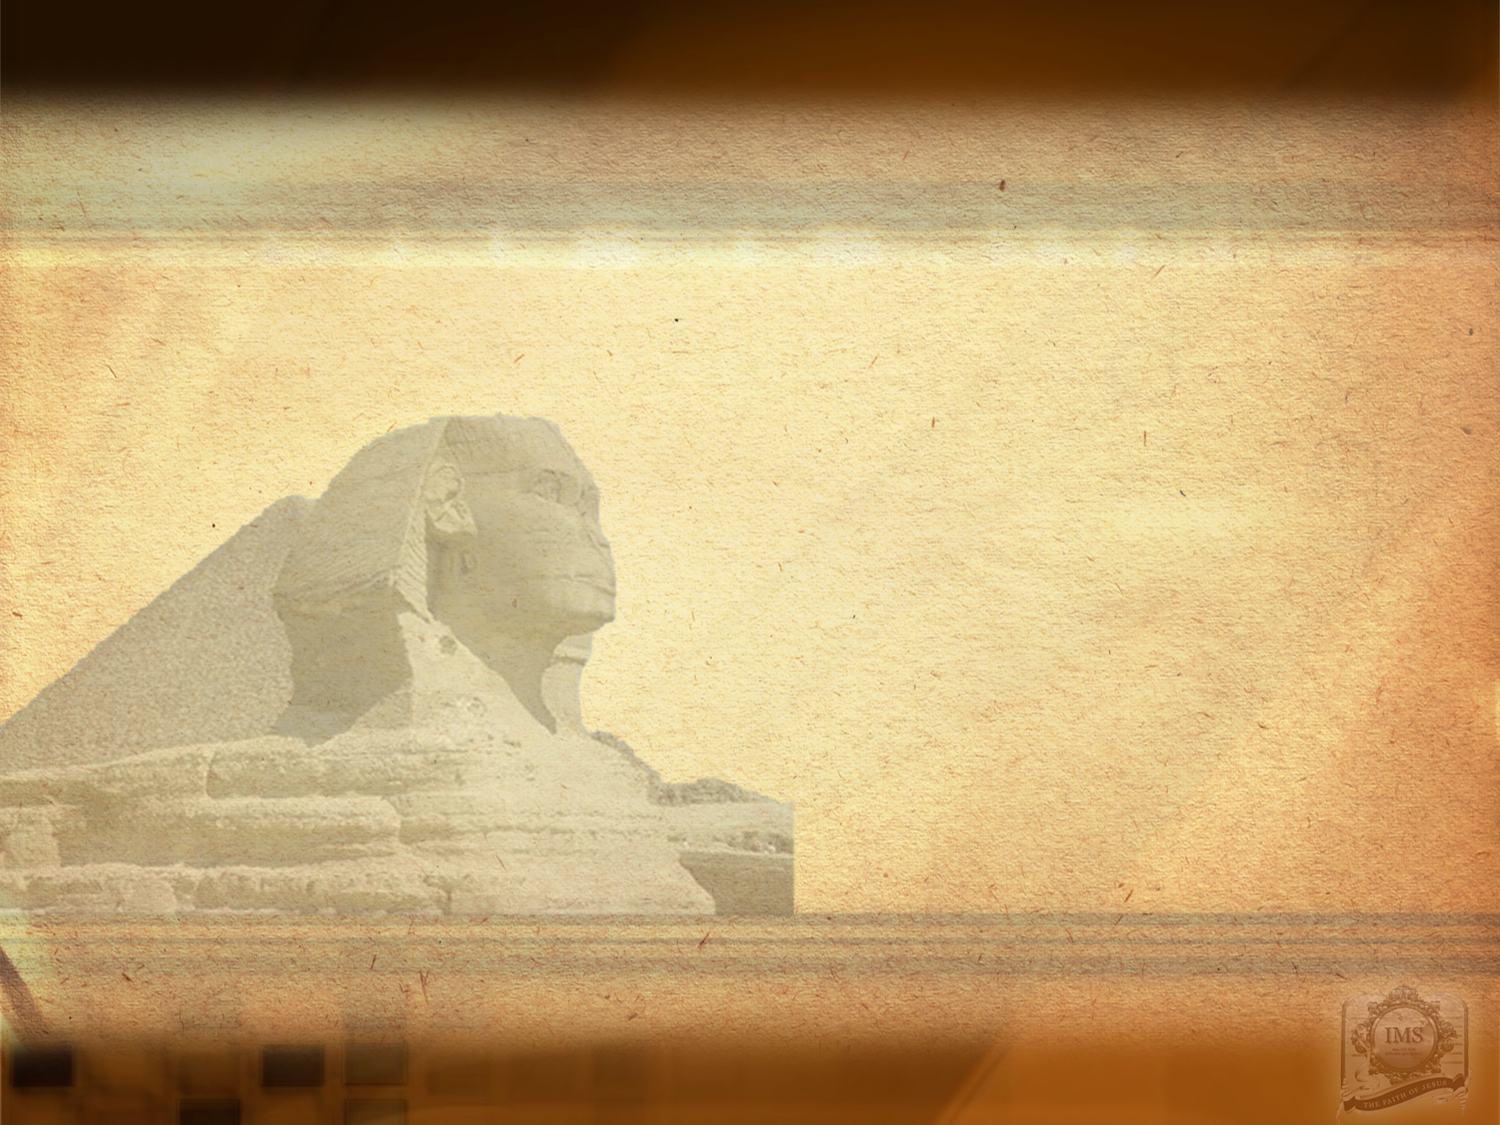 IMS
THE FAITH OF JESUS